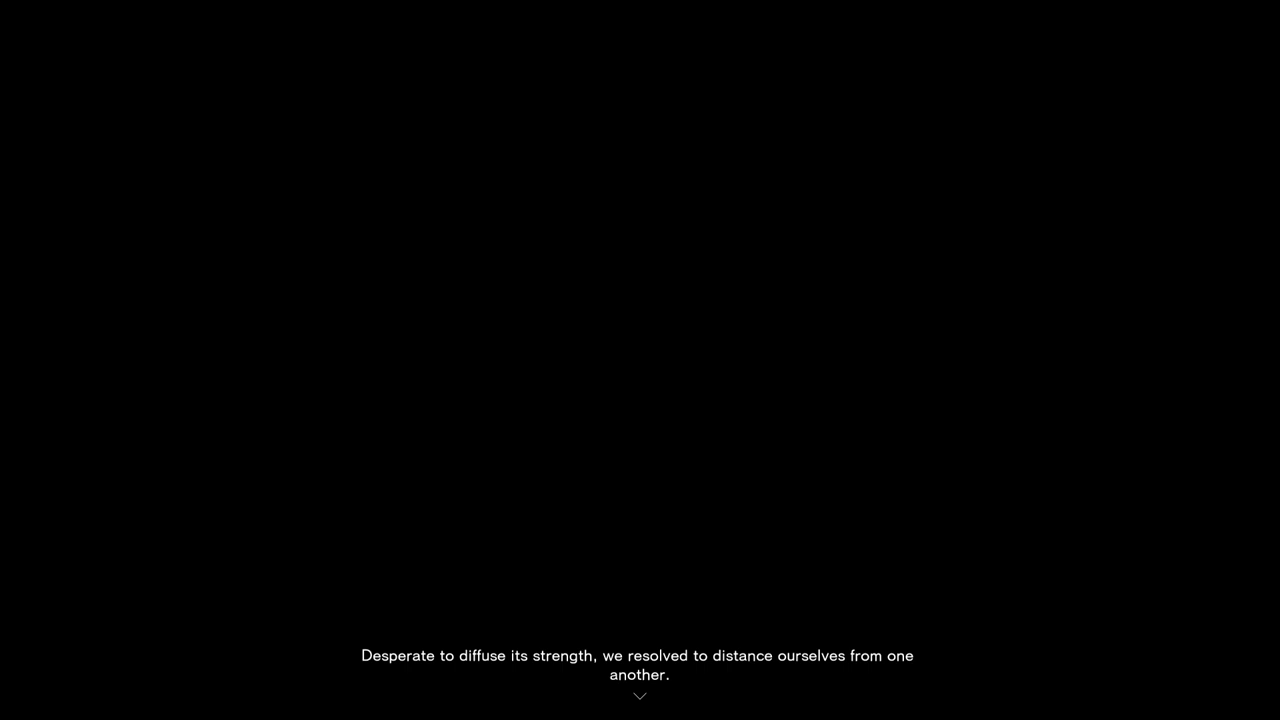 Desperate to diffuse its strength, we resolved to distance ourselves from one
another.